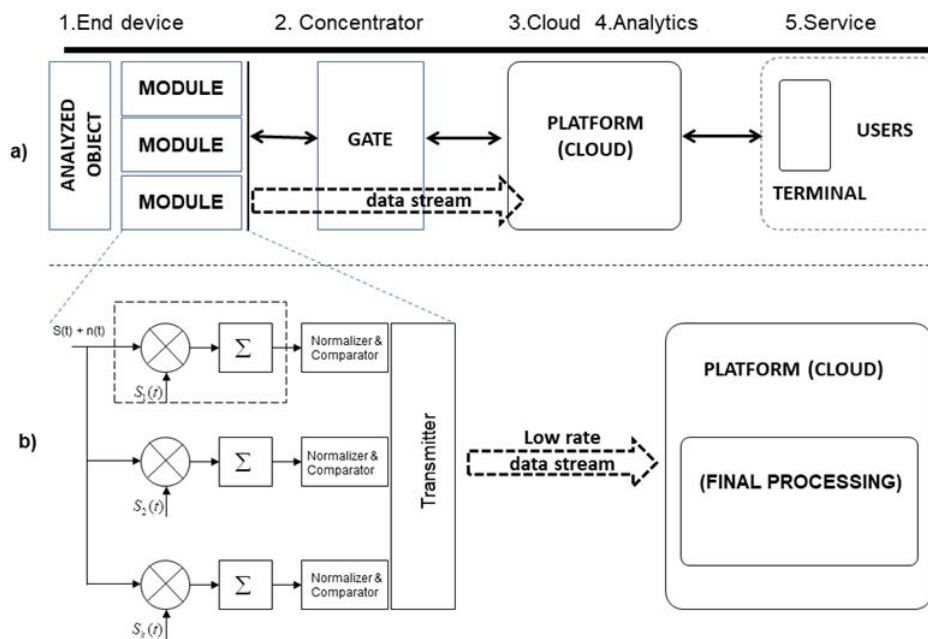 1.End device 2. Concentrator 3.Cloud 4.Analytics 5.Service
a)
ANALYZED
OBJECT
MODULE
MODULE
MODULE
GATE
data stream
PLATFORM
(CLOUD)
USERS
TERMINAL
b)
S(t) + n(t)
S₁(t)
Σ
Normalizer &
Comparator
S₂(t)
Σ
Normalizer &
Comparator
Sₖ(t)
Σ
Normalizer &
Comparator
Transmitter
Low rate
data stream
PLATFORM (CLOUD)
(FINAL PROCESSING)